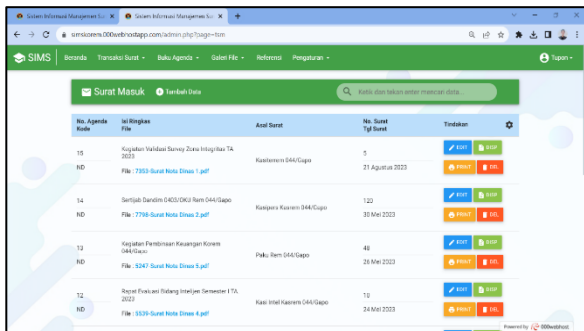 Sistem Informasi Manajemen Sur
Sistem Informasi Manajemen Sur
simskorem.000webhostapp.com/admin.php?page=tsm
SIMS Beranda Transaksi Surat Buku Agenda Galeri File Referensi Pengaturan Tupon
Surat Masuk Tambah Data Ketik dan tekan enter mencari data...
No. Agenda Isi Ringkas Asal Surat No. Surat Tindakan
Kode File Tgl Surat
15 Kegiatan Validasi Survey Zona Integritas TA 5 EDIT DISP
2023 Kasiterrem 044/Gapo
ND File : 7353-Surat Nota Dinas 1.pdf 21 Agustus 2023 PRINT DEL
14 Sertijab Dandim 0403/OKU Rem 044/Gapo 120 EDIT DISP
Kasipers Kasrem 044/Gapo
ND File : 7798-Surat Nota Dinas 2.pdf 30 Mei 2023 PRINT DEL
13 Kegiatan Pembinaan Keuangan Korem 48 EDIT DISP
044/Gapo Paku Rem 044/Gapo
ND File : 5247-Surat Nota Dinas 5.pdf 26 Mei 2023 PRINT DEL
12 Rapat Evaluasi Bidang Intelijen Semester I TA. 10 EDIT DISP
2023 Kasi Intel Kasrem 044/Gapo
ND File : 5539-Surat Nota Dinas 4.pdf 24 Mei 2023 PRINT DEL
Powered by 000webhost